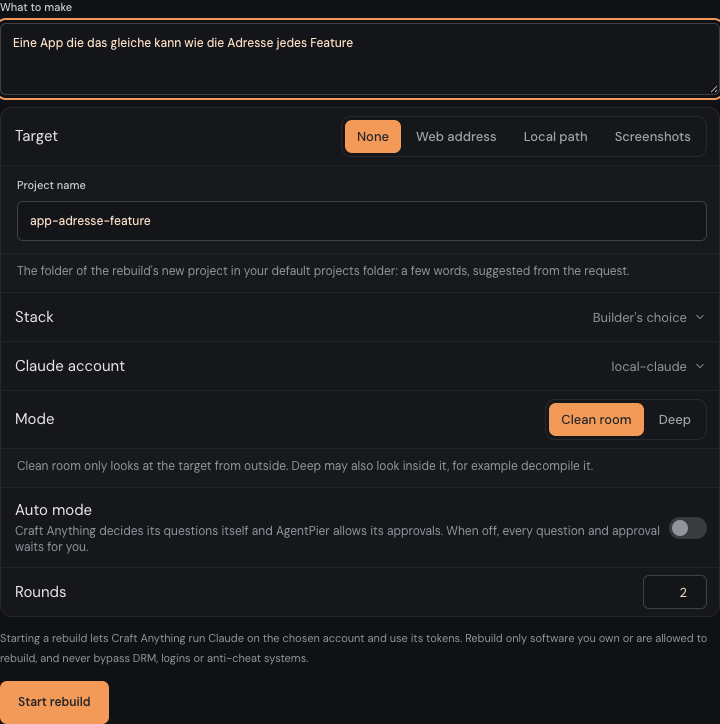 What to make
Eine App die das gleiche kann wie die Adresse jedes Feature
Target
None
Web address
Local path
Screenshots
Project name
app-adresse-feature
The folder of the rebuild's new project in your default projects folder: a few words, suggested from the request.
Stack
Builder's choice
Claude account
local-claude
Mode
Clean room
Deep
Clean room only looks at the target from outside. Deep may also look inside it, for example decompile it.
Auto mode
Craft Anything decides its questions itself and AgentPier allows its approvals. When off, every question and approval
waits for you.
Rounds
2
Starting a rebuild lets Craft Anything run Claude on the chosen account and use its tokens. Rebuild only software you own or are allowed to
rebuild, and never bypass DRM, logins or anti-cheat systems.
Start rebuild